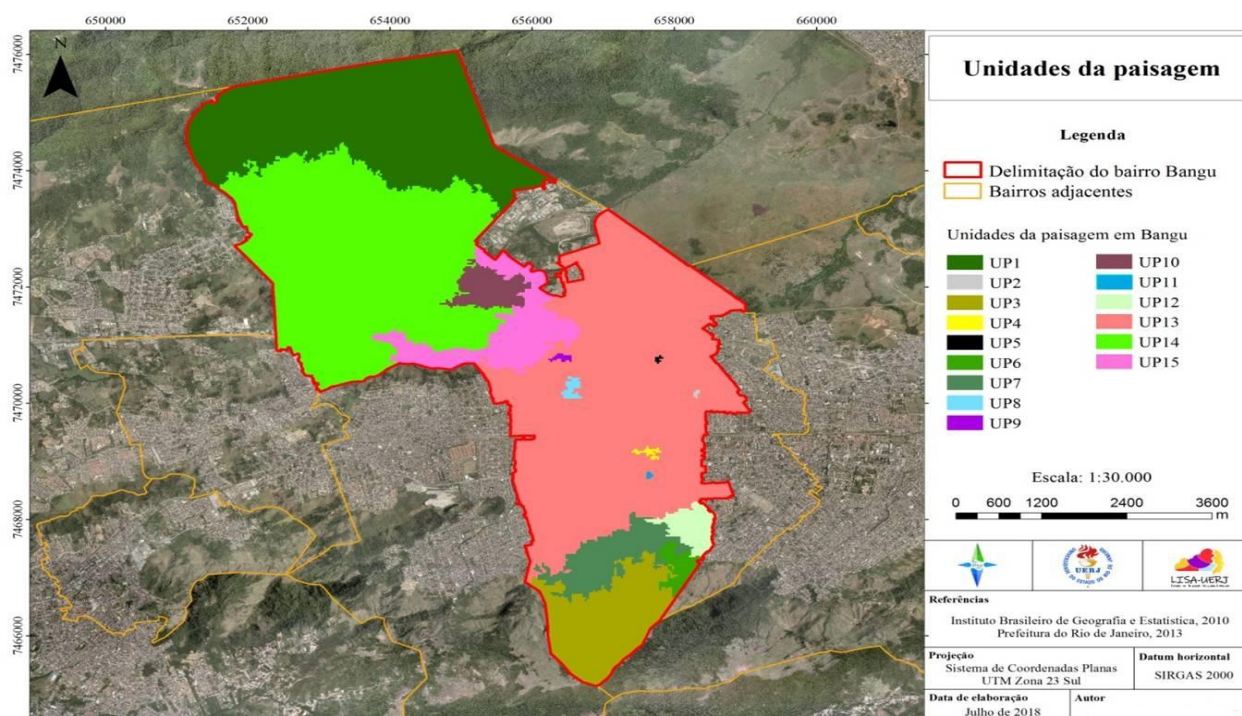 650000 652000 654000 656000 658000 660000
N
7476000
7474000
7472000
7470000
7468000
7466000
Unidades da paisagem
Legenda
Delimitação do bairro Bangu
Bairros adjacentes
Unidades da paisagem em Bangu
UP1 UP10
UP2 UP11
UP3 UP12
UP4 UP13
UP5 UP14
UP6 UP15
UP7
UP8
UP9
Escala: 1:30.000
0 600 1200 2400 3600
m
UERJ
LISA-UERJ
Referências
Instituto Brasileiro de Geografia e Estatística, 2010
Prefeitura do Rio de Janeiro, 2013
Projeção
Sistema de Coordenadas Planas
UTM Zona 23 Sul
Datum horizontal
SIRGAS 2000
Data de elaboração
Julho de 2018
Autor